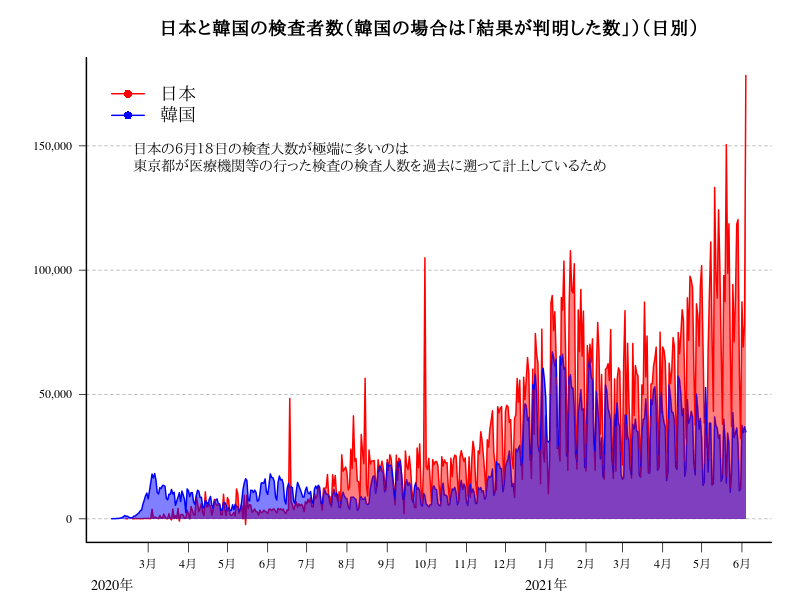 日本と韓国の検査者数(韓国の場合は「結果が判明した数」)(日別)
日本
韓国
日本の6月18日の検査人数が極端に多いのは
東京都が医療機関等の行った検査の検査人数を過去に遡って計上しているため
150,000
100,000
50,000
0
3月 4月 5月 6月 7月 8月 9月 10月 11月 12月 1月 2月 3月 4月 5月 6月
2020年 2021年